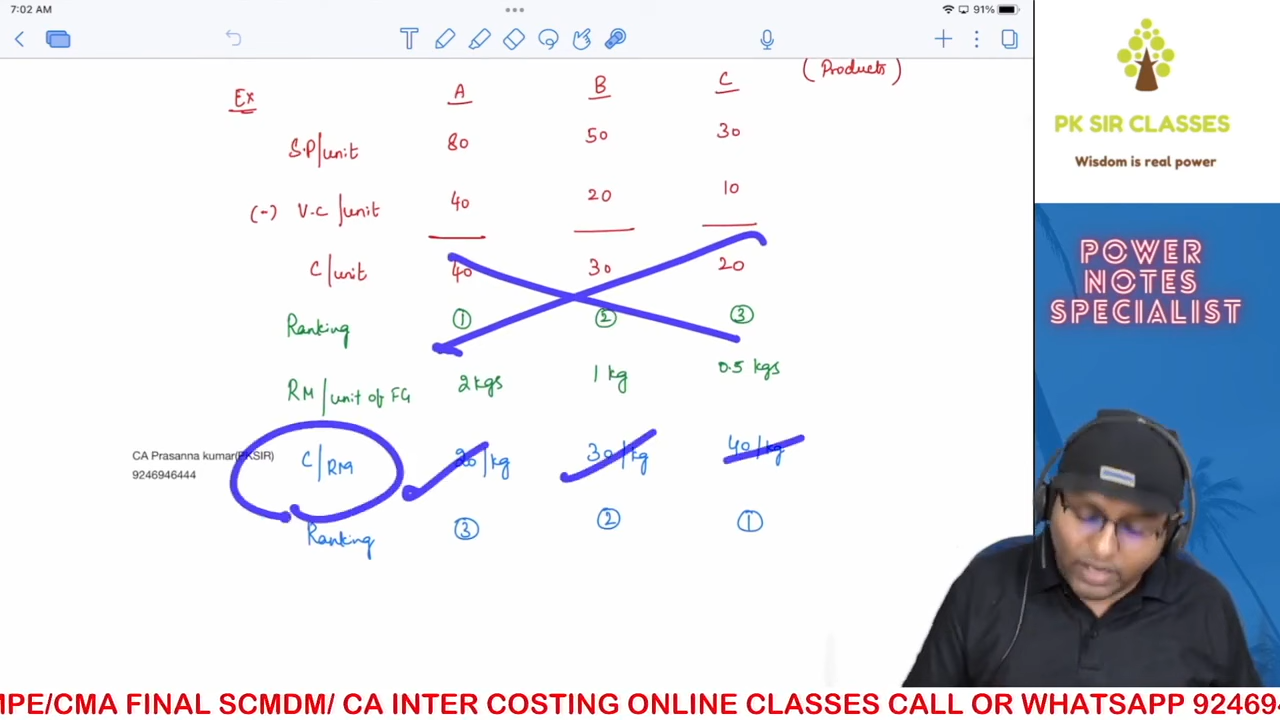 7:02 AM
91%
(Products)
Ex A B C
S.P/unit 80 50 30
(-) V.C/unit 40 20 10
C/unit 40 30 20
Ranking ① ② ③
RM/unit of FG 2 kgs 1 kg 0.5 kgs
C/RM 20/kg 30/kg 40/kg
Ranking ③ ② ①
CA Prasanna kumar(PKSIR)
9246946444
PK SIR CLASSES
Wisdom is real power
POWER
NOTES
SPECIALIST
MPE/CMA FINAL SCMDM/ CA INTER COSTING ONLINE CLASSES CALL OR WHATSAPP 92469